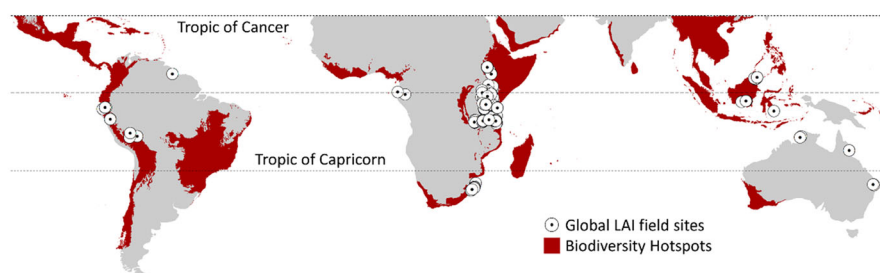 Tropic of Cancer
Tropic of Capricorn
Global LAI field sites
Biodiversity Hotspots